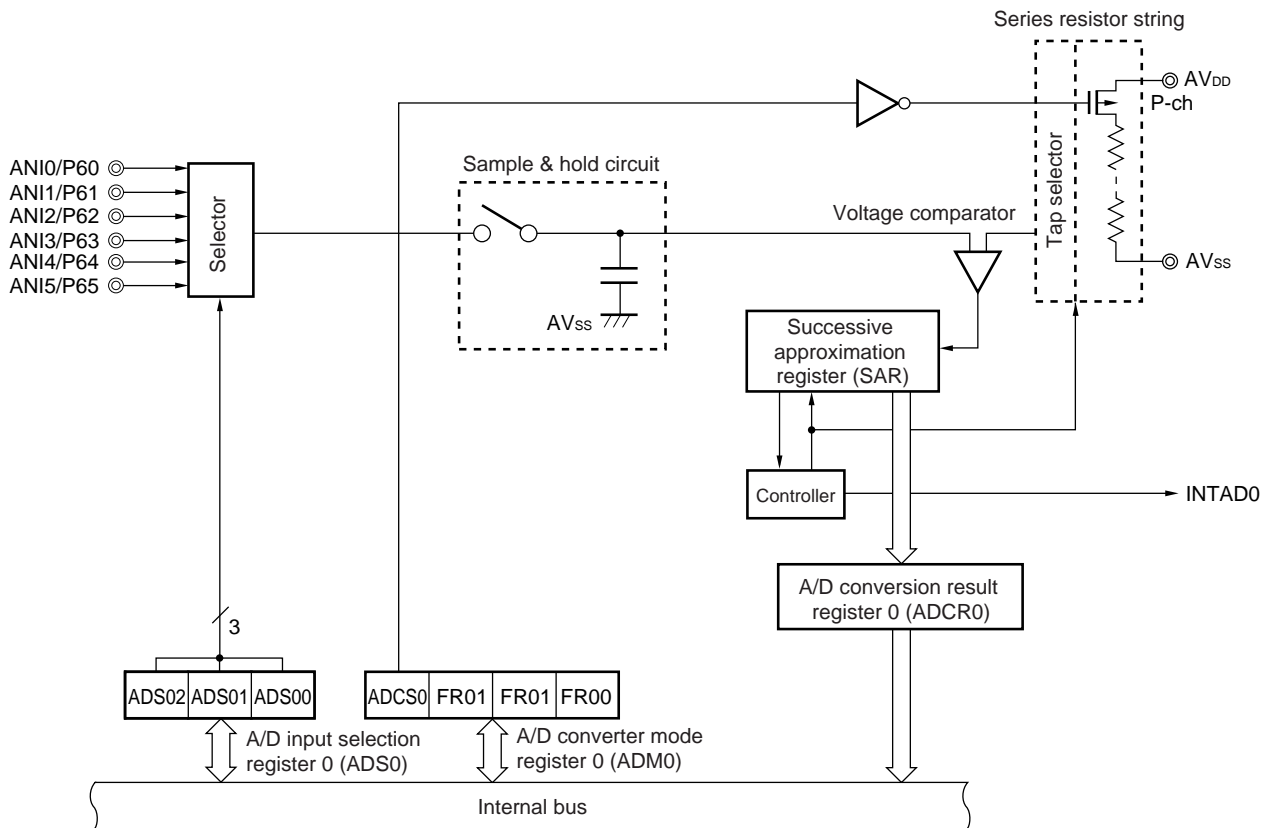 Series resistor string
AVDD
P-ch
Tap selector
AVSS
ANI0/P60
ANI1/P61
ANI2/P62
ANI3/P63
ANI4/P64
ANI5/P65
Selector
Sample & hold circuit
AVSS
Voltage comparator
Successive
approximation
register (SAR)
Controller
INTAD0
A/D conversion result
register 0 (ADCR0)
3
ADS02 ADS01 ADS00
ADCS0 FR01 FR01 FR00
A/D input selection
register 0 (ADS0)
A/D converter mode
register 0 (ADM0)
Internal bus